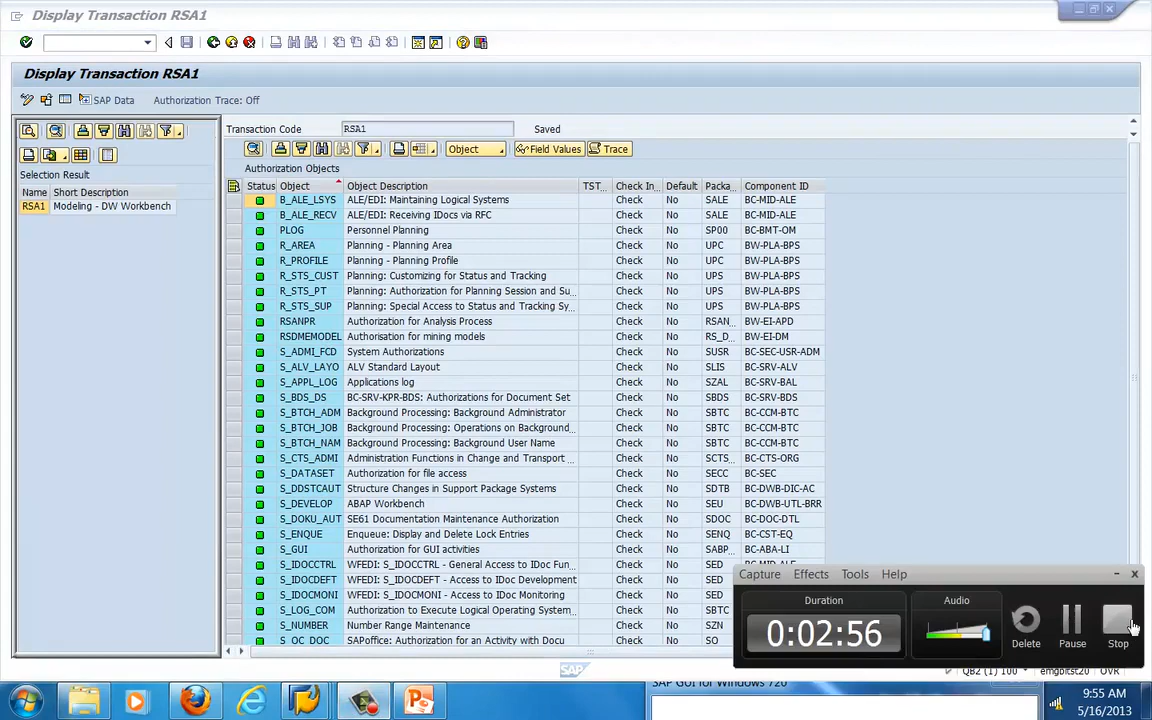 Display Transaction RSA1
Display Transaction RSA1
SAP Data Authorization Trace: Off
Transaction Code RSA1 Saved
Object Field Values Trace
Selection Result
Authorization Objects
Name Short Description
RSA1 Modeling - DW Workbench
Status Object Object Description TST... Check In... Default Packa... Component ID
B_ALE_LSYS ALE/EDI: Maintaining Logical Systems Check No SALE BC-MID-ALE
B_ALE_RECV ALE/EDI: Receiving IDocs via RFC Check No SALE BC-MID-ALE
PLOG Personnel Planning Check No SP00 BC-BMT-OM
R_AREA Planning - Planning Area Check No UPC BW-PLA-BPS
R_PROFILE Planning - Planning Profile Check No UPC BW-PLA-BPS
R_STS_CUST Planning: Customizing for Status and Tracking Check No UPS BW-PLA-BPS
R_STS_PT Planning: Authorization for Planning Session and Su... Check No UPS BW-PLA-BPS
R_STS_SUP Planning: Special Access to Status and Tracking Sy... Check No UPS BW-PLA-BPS
RSANPR Authorization for Analysis Process Check No RSAN... BW-EI-APD
RSDMEMODEL Authorisation for mining models Check No RS_D... BW-EI-DM
S_ADMI_FCD System Authorizations Check No SUSR BC-SEC-USR-ADM
S_ALV_LAYO ALV Standard Layout Check No SLIS BC-SRV-ALV
S_APPL_LOG Applications log Check No SZAL BC-SRV-BAL
S_BDS_DS BC-SRV-KPR-BDS: Authorizations for Document Set Check No SBDS BC-SRV-BDS
S_BTCH_ADM Background Processing: Background Administrator Check No SBTC BC-CCM-BTC
S_BTCH_JOB Background Processing: Operations on Background... Check No SBTC BC-CCM-BTC
S_BTCH_NAM Background Processing: Background User Name Check No SBTC BC-CCM-BTC
S_CTS_ADMI Administration Functions in Change and Transport ... Check No SCTS... BC-CTS-ORG
S_DATASET Authorization for file access Check No SECC BC-SEC
S_DDSTCAUT Structure Changes in Support Package Systems Check No SDTB BC-DWB-DIC-AC
S_DEVELOP ABAP Workbench Check No SEU BC-DWB-UTL-BRR
S_DOKU_AUT SE61 Documentation Maintenance Authorization Check No SDOC BC-DOC-DTL
S_ENQUE Enqueue: Display and Delete Lock Entries Check No SENQ BC-CST-EQ
S_GUI Authorization for GUI activities Check No SABP... BC-ABA-LI
S_IDOCCTRL WFEDI: S_IDOCCTRL - General Access to IDoc Fun... Check No SED
S_IDOCDEFT WFEDI: S_IDOCDEFT - Access to IDoc Development Check No SED
S_IDOCMONI WFEDI: S_IDOCMONI - Access to IDoc Monitoring Check No SED
S_LOG_COM Authorization to Execute Logical Operating System... Check No SBTC
S_NUMBER Number Range Maintenance Check No SZN
S_OC_DOC SAPoffice: Authorization for an Activity with Docu Check No SO
Capture Effects Tools Help
Duration Audio
0:02:56
Delete Pause Stop
SAP
QB2 (1) 100 emgoitst20 OVR
SAP GUI for Windows 720
9:55 AM
5/16/2013